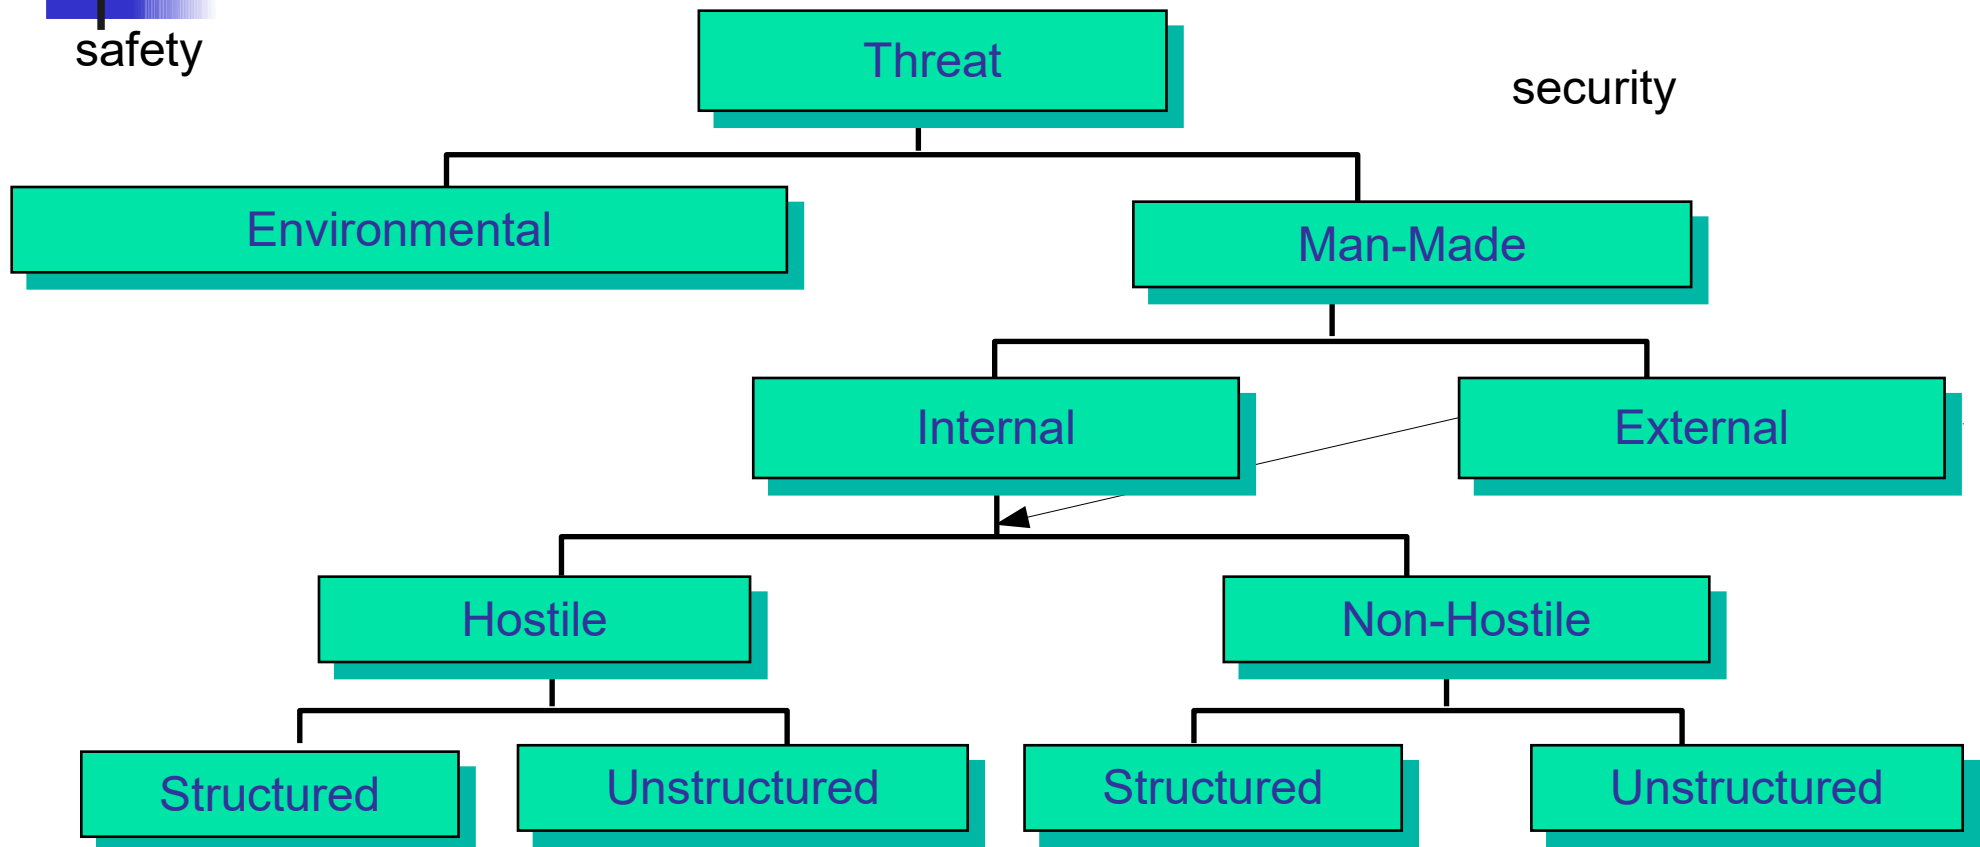 safety
Threat
security
Environmental
Man-Made
Internal
External
Hostile
Non-Hostile
Structured
Unstructured
Structured
Unstructured